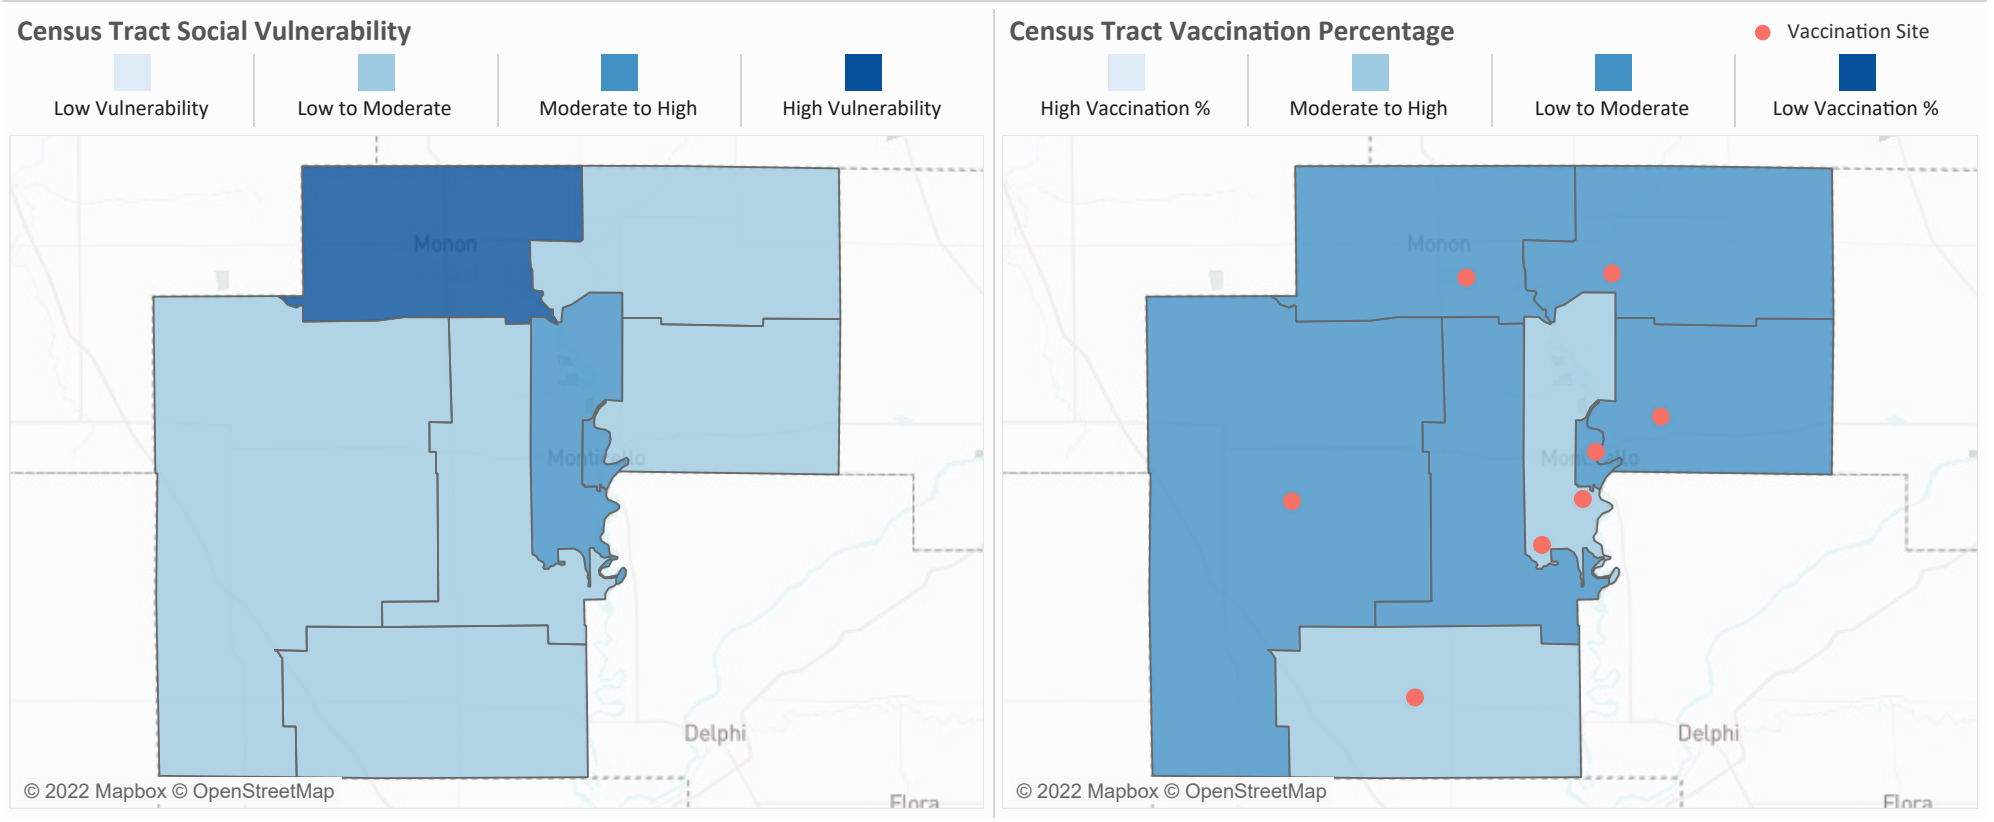 Census Tract Social Vulnerability
Low Vulnerability
Low to Moderate
Moderate to High
High Vulnerability
Monon
Monticello
Delphi
Flora
© 2022 Mapbox © OpenStreetMap
Census Tract Vaccination Percentage
Vaccination Site
High Vaccination %
Moderate to High
Low to Moderate
Low Vaccination %
Monon
Monticello
Delphi
Flora
© 2022 Mapbox © OpenStreetMap